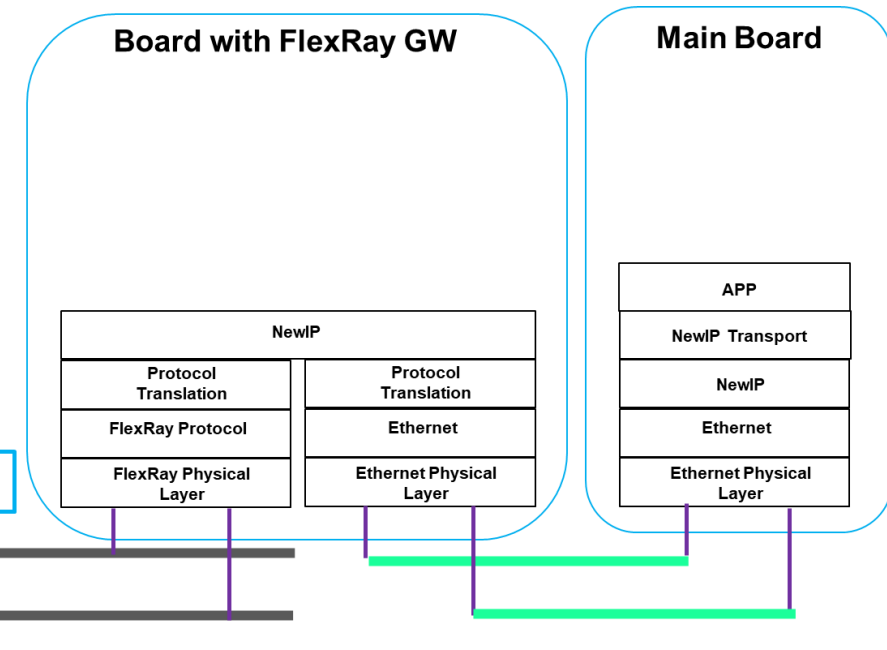 Board with FlexRay GW
Main Board
NewIP
Protocol
Translation
FlexRay Protocol
FlexRay Physical
Layer
Protocol
Translation
Ethernet
Ethernet Physical
Layer
APP
NewIP Transport
NewIP
Ethernet
Ethernet Physical
Layer